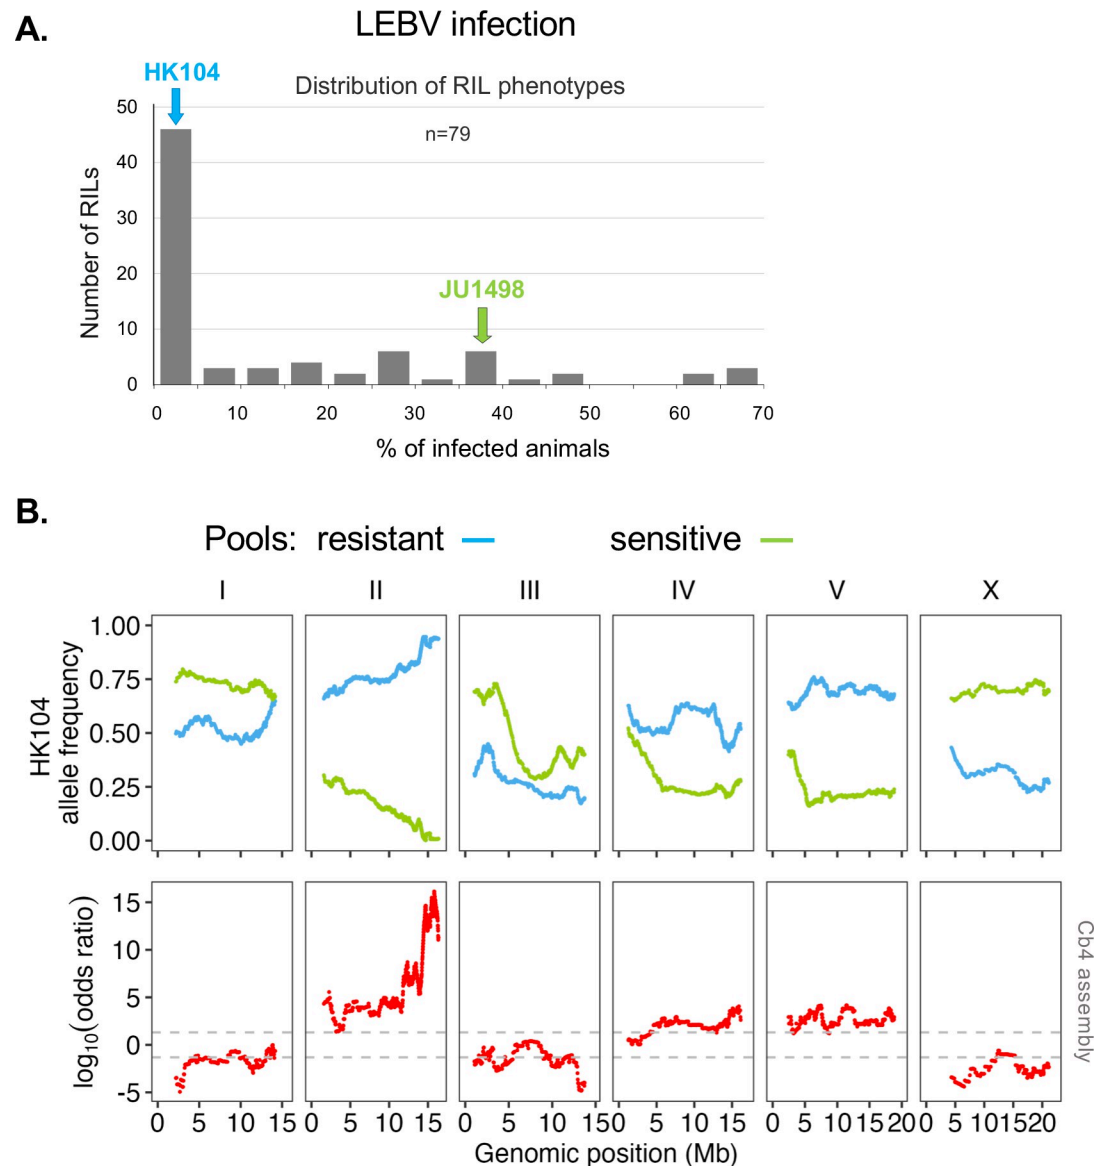 A.
LEBV infection
HK104
Distribution of RIL phenotypes
n=79
JU1498
Number of RILs
50
40
30
20
10
0
0 10 20 30 40 50 60 70
% of infected animals
B.
Pools: resistant sensitive
I II III IV V X
HK104
allele frequency
1.00
0.75
0.50
0.25
0.00
log10(odds ratio)
15
10
5
0
-5
Cb4 assembly
0 5 10 15 0 5 10 15 0 5 10 15 0 5 10 15 0 5 10 15 20 0 5 10 15 20
Genomic position (Mb)